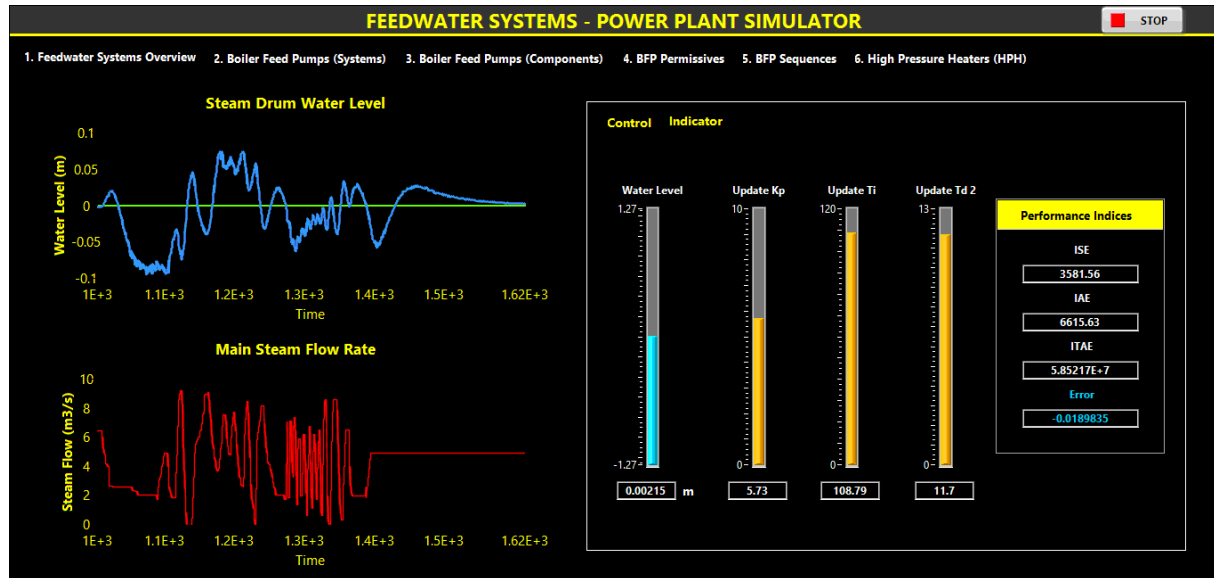 FEEDWATER SYSTEMS - POWER PLANT SIMULATOR
STOP
1. Feedwater Systems Overview 2. Boiler Feed Pumps (Systems) 3. Boiler Feed Pumps (Components) 4. BFP Permissives 5. BFP Sequences 6. High Pressure Heaters (HPH)
Steam Drum Water Level
Water Level (m)
0.1
0.05
0
-0.05
-0.1
1E+3 1.1E+3 1.2E+3 1.3E+3 1.4E+3 1.5E+3 1.62E+3
Time
Main Steam Flow Rate
Steam Flow (m3/s)
10
8
6
4
2
0
1E+3 1.1E+3 1.2E+3 1.3E+3 1.4E+3 1.5E+3 1.62E+3
Time
Control Indicator
Water Level Update Kp Update Ti Update Td 2
1.27 10 120 13
-1.27 0 0 0
0.00215 m 5.73 108.79 11.7
Performance Indices
ISE
3581.56
IAE
6615.63
ITAE
5.85217E+7
Error
-0.0189835